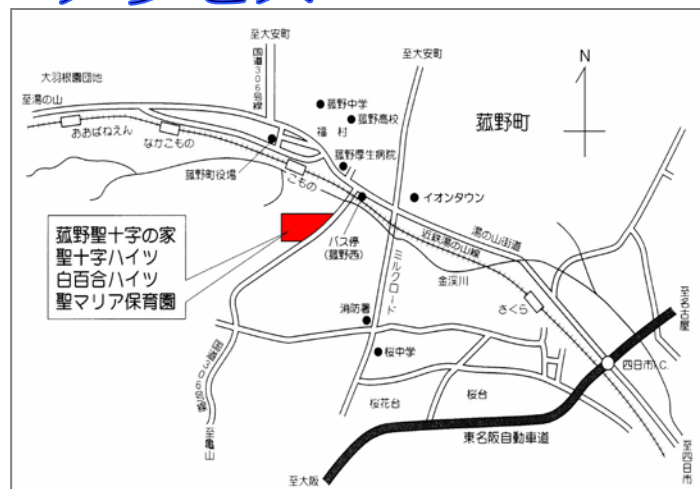 アクセス
至大安町
至大安町
国道306号線
大羽根園団地
至湯の山
菰野中学
菰野高校
福村
菰野町
N
おおばねえん
なかこもの
菰野町役場
菰野厚生病院
こもの
イオンタウン
バス停
(菰野西)
湯の山街道
近鉄湯の山線
ミルクロード
金渓川
菰野聖十字の家
聖十字ハイツ
白百合ハイツ
聖マリア保育園
さくら
至名古屋
消防署
桜中学
四日市I.C.
国道306号線
桜花台
桜台
至亀山
東名阪自動車道
至大阪
至四日市